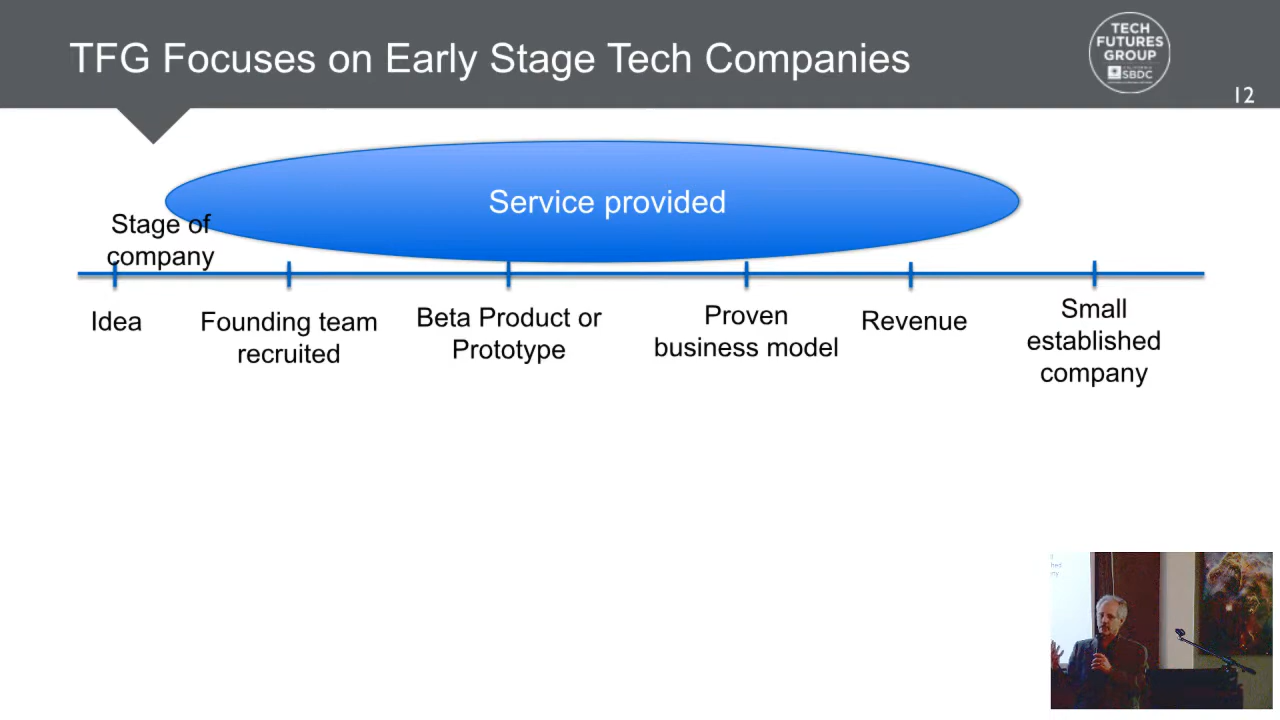 TFG Focuses on Early Stage Tech Companies
TECH
FUTURES
GROUP
CALIFORNIA
SBDC
12
Service provided
Stage of
company
Idea
Founding team
recruited
Beta Product or
Prototype
Proven
business model
Revenue
Small
established
company